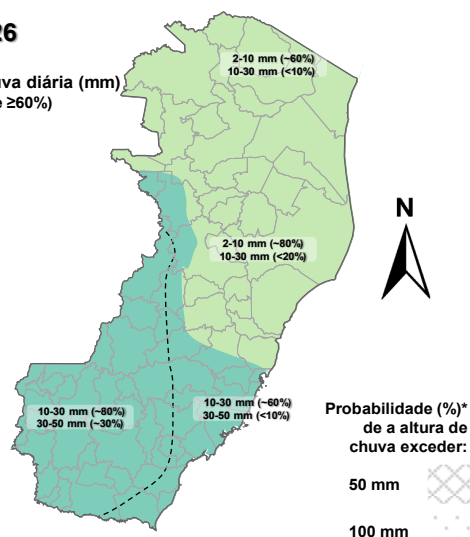 26
va diária (mm)
e ≥60%)
2-10 mm (~60%)
10-30 mm (<10%)
N
2-10 mm (~80%)
10-30 mm (<20%)
10-30 mm (~80%)
30-50 mm (~30%)
10-30 mm (~60%)
30-50 mm (<10%)
Probabilidade (%)*
de a altura de
chuva exceder:
50 mm
100 mm